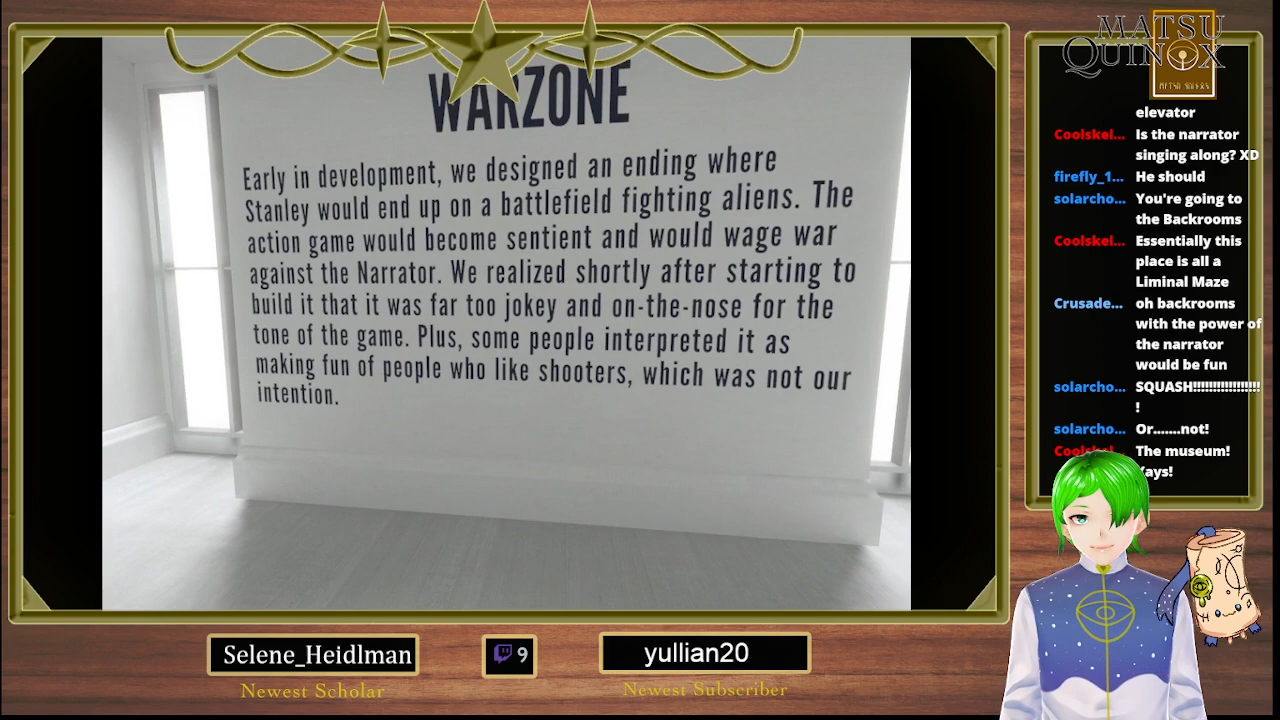 WARZONE
Early in development, we designed an ending where
Stanley would end up on a battlefield fighting aliens. The
action game would become sentient and would wage war
against the Narrator. We realized shortly after starting to
build it that it was far too jokey and on-the-nose for the
tone of the game. Plus, some people interpreted it as
making fun of people who like shooters, which was not our
intention.
MATSU
QUINOX
elevator
Coolskel... Is the narrator
singing along? XD
firefly_1... He should
solarcho... You're going to
the Backrooms
Coolskel... Essentially this
place is all a
Liminal Maze
Crusade... oh backrooms
with the power of
the narrator
would be fun
solarcho... SQUASH!!!!!!!!!!!!!!!!!
!
solarcho... Or.......not!
Coolskel... The museum!
Yays!
Selene_Heidlman
Newest Scholar
9
yullian20
Newest Subscriber